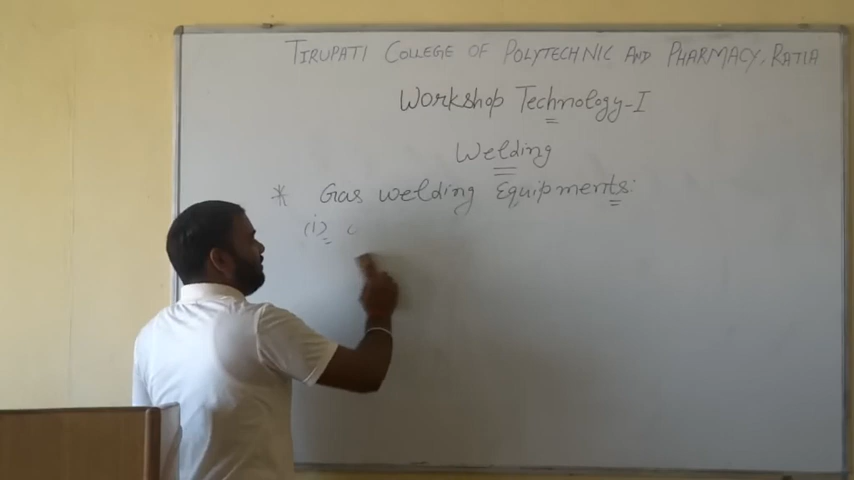 TIRUPATI COLLEGE OF POLYTECHNIC AND PHARMACY, RATIA
Workshop Technology-I
Welding
* Gas welding Equipments:
(i)